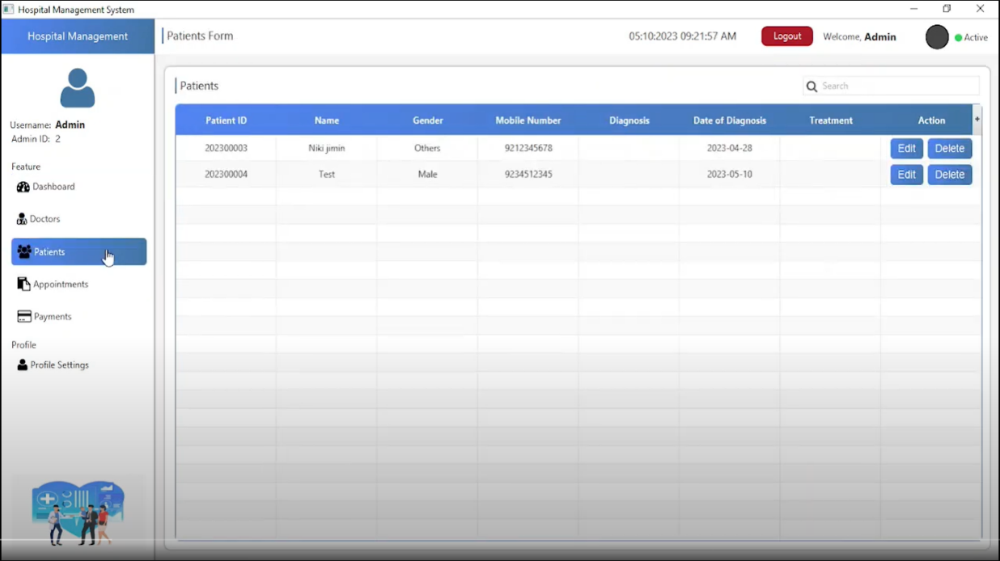 Hospital Management System
Hospital Management
Patients Form
05:10:2023 09:21:57 AM
Logout
Welcome, Admin
Active
Username: Admin
Admin ID: 2
Feature
Dashboard
Doctors
Patients
Appointments
Payments
Profile
Profile Settings
Patients
Search
Patient ID Name Gender Mobile Number Diagnosis Date of Diagnosis Treatment Action +
202300003 Niki jimin Others 9212345678 2023-04-28 Edit Delete
202300004 Test Male 9234512345 2023-05-10 Edit Delete